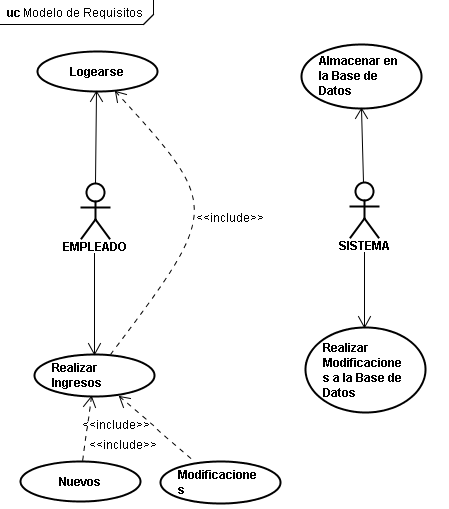 uc Modelo de Requisitos
Logearse
Almacenar en
la Base de
Datos
<<include>>
EMPLEADO
SISTEMA
Realizar
Ingresos
Realizar
Modificacione
s a la Base de
Datos
<<include>>
<<include>>
Nuevos
Modificacione
s